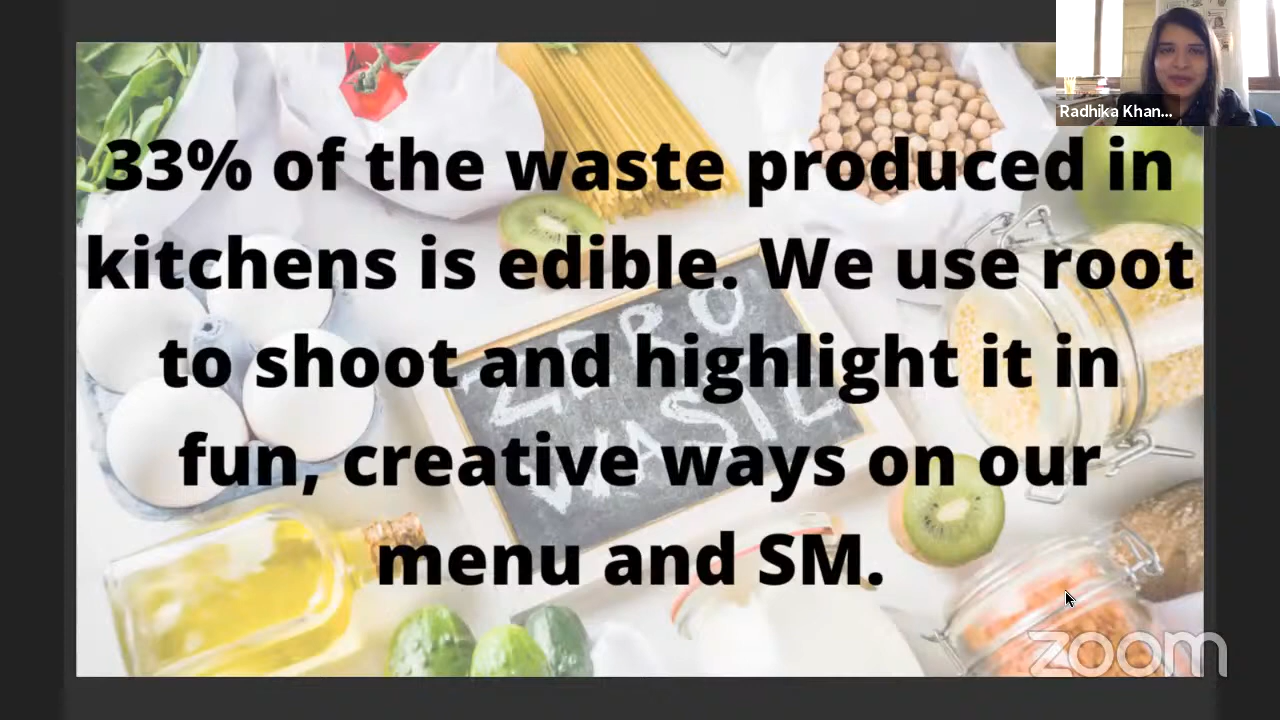 Radhika Khan...
33% of the waste produced in
kitchens is edible. We use root
to shoot and highlight it in
fun, creative ways on our
menu and SM.
ZERO
WASTE
zoom